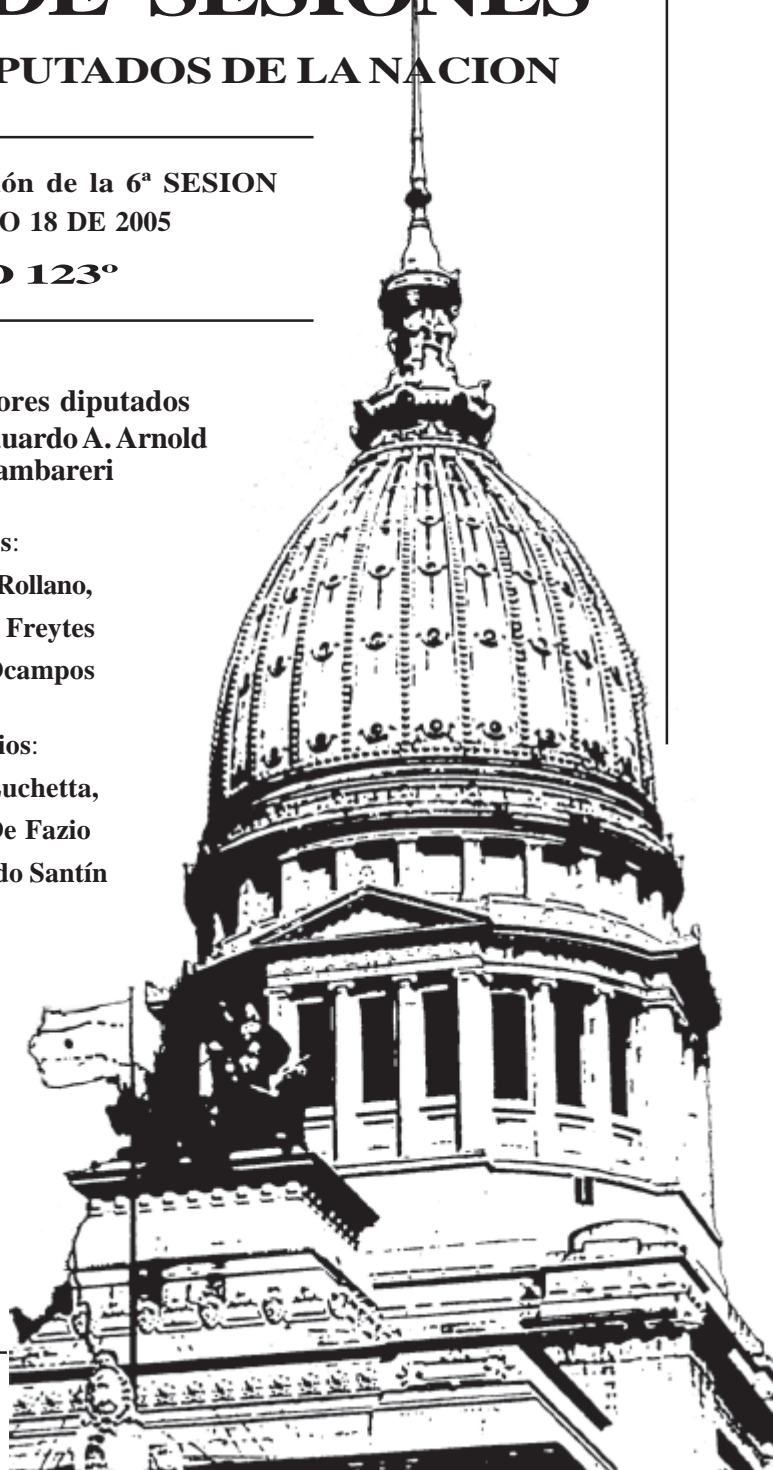 DE SESIONES
PUTADOS DE LA NACION
ón de la 6ª SESION
O 18 DE 2005
O 123º
ores diputados
uardo A. Arnold
ambareri
s:
Rollano,
Freytes
Ocampos
ios:
Luchetta,
De Fazio
do Santín